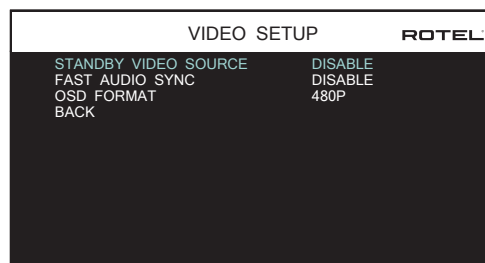 VIDEO SETUP ROTEL
STANDBY VIDEO SOURCE DISABLE
FAST AUDIO SYNC DISABLE
OSD FORMAT 480P
BACK